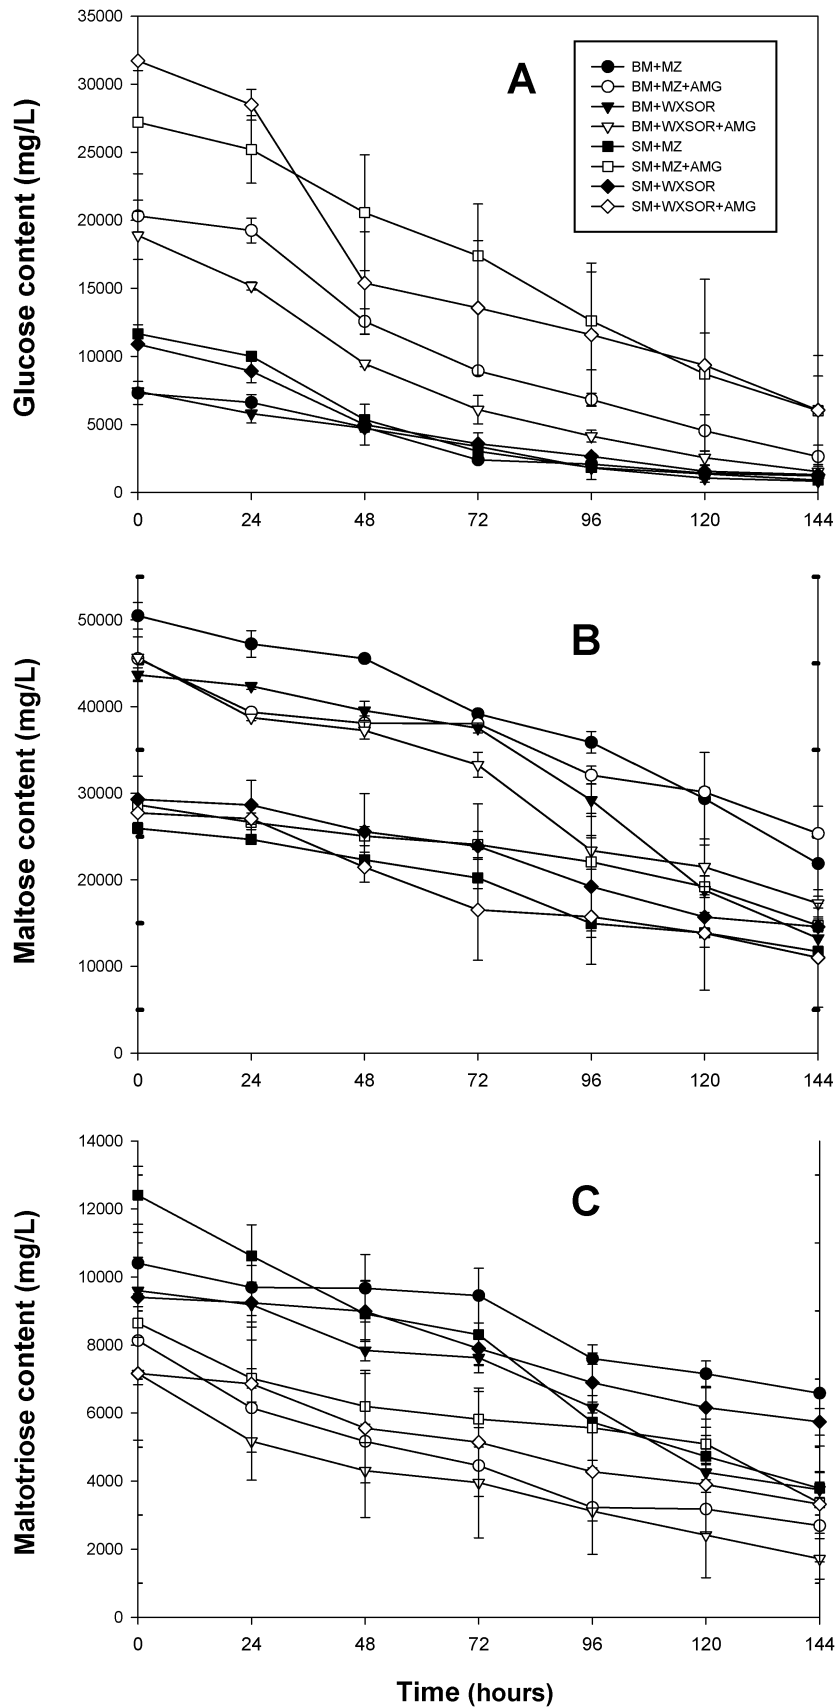 A
BM+MZ
BM+MZ+AMG
BM+WXSOR
BM+WXSOR+AMG
SM+MZ
SM+MZ+AMG
SM+WXSOR
SM+WXSOR+AMG
Glucose content (mg/L)
35000
30000
25000
20000
15000
10000
5000
0
0 24 48 72 96 120 144
B
Maltose content (mg/L)
50000
40000
30000
20000
10000
0
0 24 48 72 96 120 144
C
Maltotriose content (mg/L)
14000
12000
10000
8000
6000
4000
2000
0
0 24 48 72 96 120 144
Time (hours)